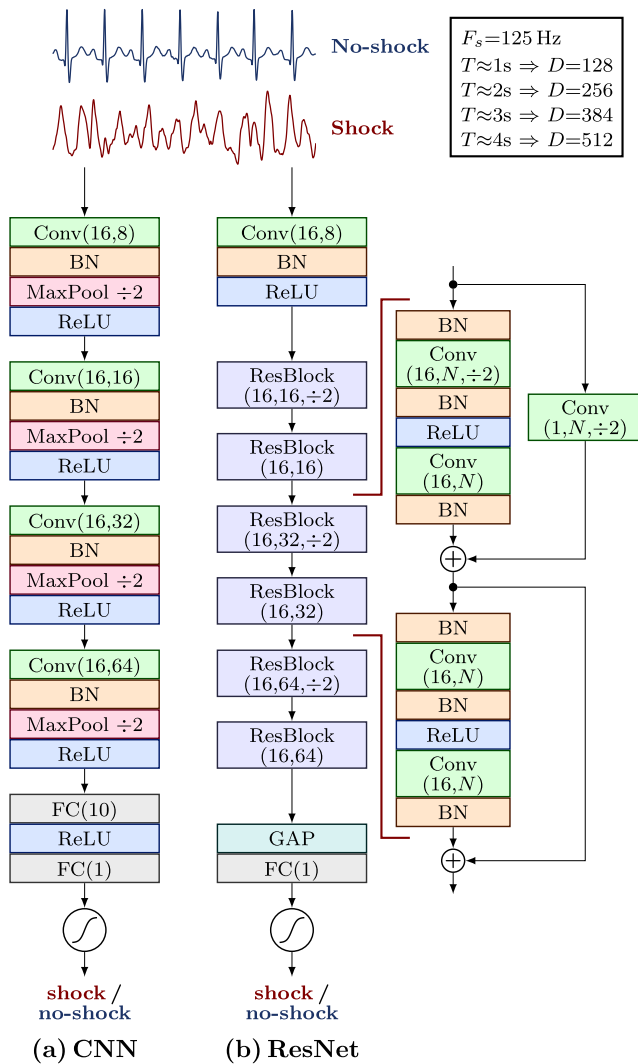 No-shock
Shock
F_s=125 Hz
T≈1s ⇒ D=128
T≈2s ⇒ D=256
T≈3s ⇒ D=384
T≈4s ⇒ D=512
Conv(16,8)
BN
MaxPool ÷2
ReLU
Conv(16,16)
BN
MaxPool ÷2
ReLU
Conv(16,32)
BN
MaxPool ÷2
ReLU
Conv(16,64)
BN
MaxPool ÷2
ReLU
FC(10)
ReLU
FC(1)
shock /
no-shock
(a) CNN
Conv(16,8)
BN
ReLU
ResBlock
(16,16,÷2)
ResBlock
(16,16)
ResBlock
(16,32,÷2)
ResBlock
(16,32)
ResBlock
(16,64,÷2)
ResBlock
(16,64)
GAP
FC(1)
shock /
no-shock
(b) ResNet
BN
Conv
(16,N,÷2)
BN
ReLU
Conv
(16,N)
BN
Conv
(1,N,÷2)
+
BN
Conv
(16,N)
BN
ReLU
Conv
(16,N)
BN
+